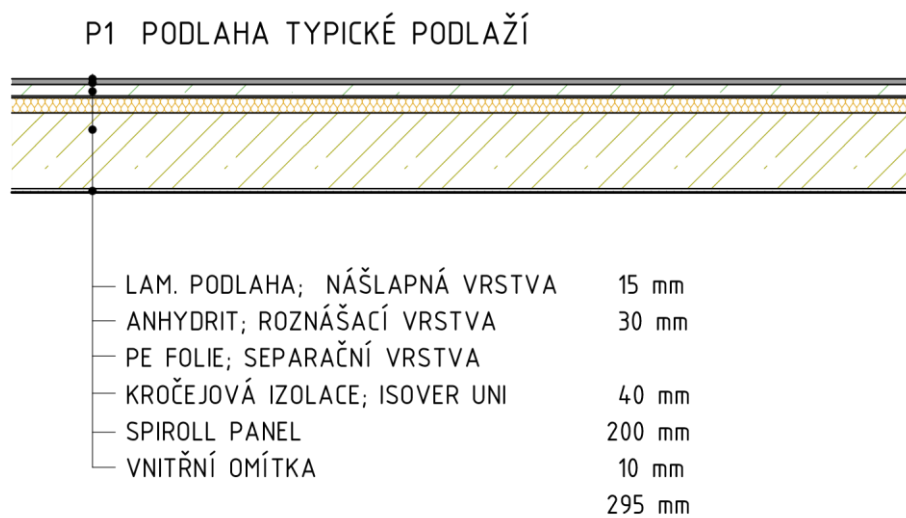 P1 PODLAHA TYPICKÉ PODLAŽÍ
LAM. PODLAHA; NÁŠLAPNÁ VRSTVA 15 mm
ANHYDRIT; ROZNÁŠACÍ VRSTVA 30 mm
PE FOLIE; SEPARAČNÍ VRSTVA
KROČEJOVÁ IZOLACE; ISOVER UNI 40 mm
SPIROLL PANEL 200 mm
VNITŘNÍ OMÍTKA 10 mm
295 mm